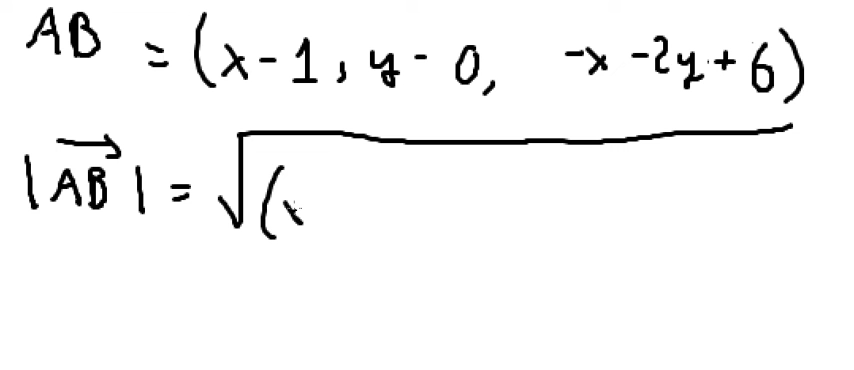 AB = (x-1, y-0, -x-2y+6)
|AB→| = √(x